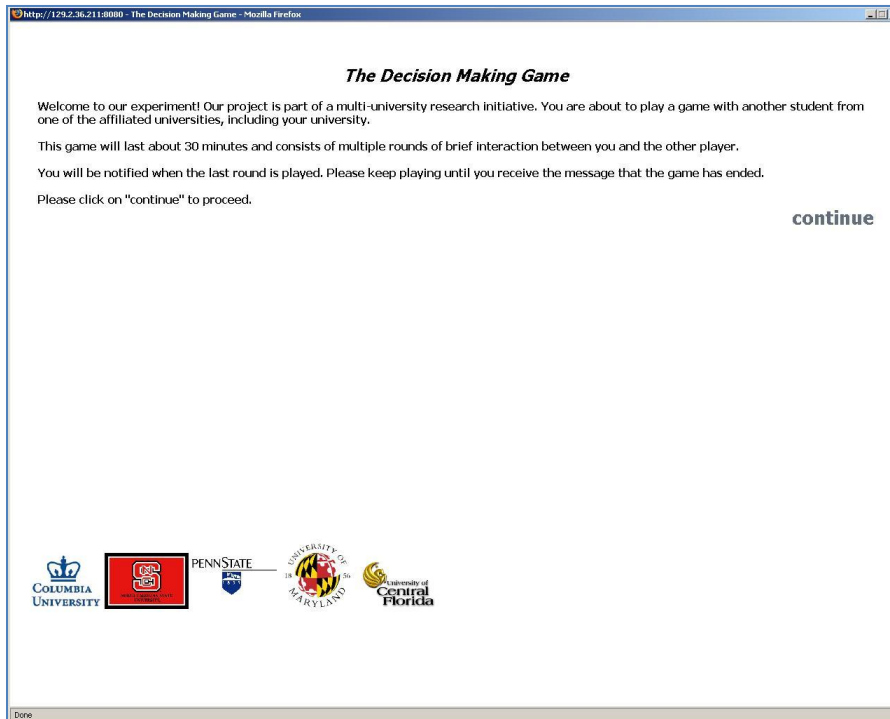 http://129.2.36.211:8080 - The Decision Making Game - Mozilla Firefox
The Decision Making Game
Welcome to our experiment! Our project is part of a multi-university research initiative. You are about to play a game with another student from
one of the affiliated universities, including your university.
This game will last about 30 minutes and consists of multiple rounds of brief interaction between you and the other player.
You will be notified when the last round is played. Please keep playing until you receive the message that the game has ended.
Please click on "continue" to proceed.
continue
COLUMBIA
UNIVERSITY
PENNSTATE
1855
UNIVERSITY OF
18 56
MARYLAND
University of
Central
Florida
Done